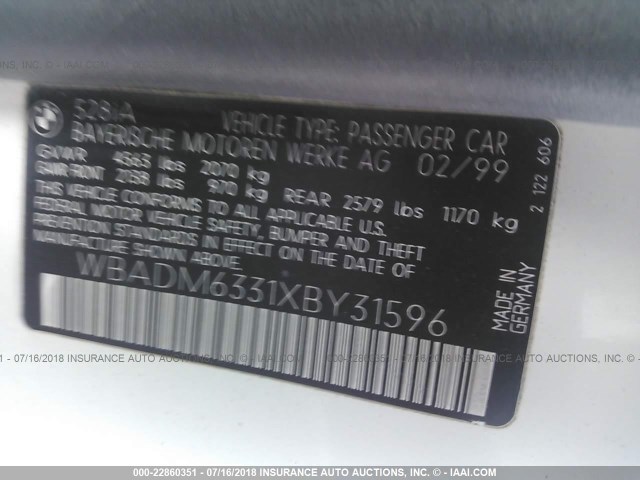 BMW
528iA VEHICLE TYPE: PASSENGER CAR
BAYERISCHE MOTOREN WERKE AG 02/99
GVWR 4563 lbs 2070 kg
GAWR FRONT 2138 lbs 970 kg REAR 2579 lbs 1170 kg
THIS VEHICLE CONFORMS TO ALL APPLICABLE U.S.
FEDERAL MOTOR VEHICLE SAFETY, BUMPER AND THEFT
PREVENTION STANDARDS IN EFFECT ON THE DATE OF
MANUFACTURE SHOWN ABOVE.
WBADM6331XBY31596
2 122 606
MADE IN
GERMANY
000-22860351 - 07/16/2018 INSURANCE AUTO AUCTIONS CORP. © - IAAI.COM